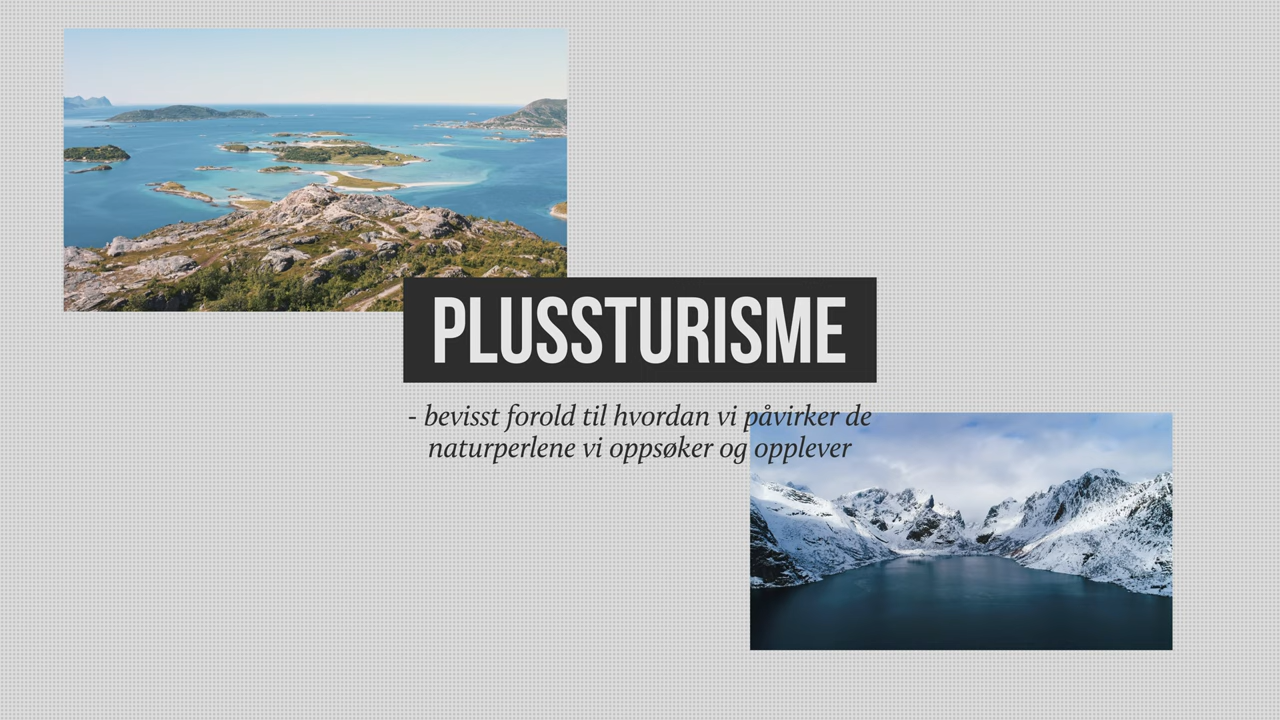 PLUSSTURISME
- bevisst forold til hvordan vi påvirker de
naturperlene vi oppsøker og opplever